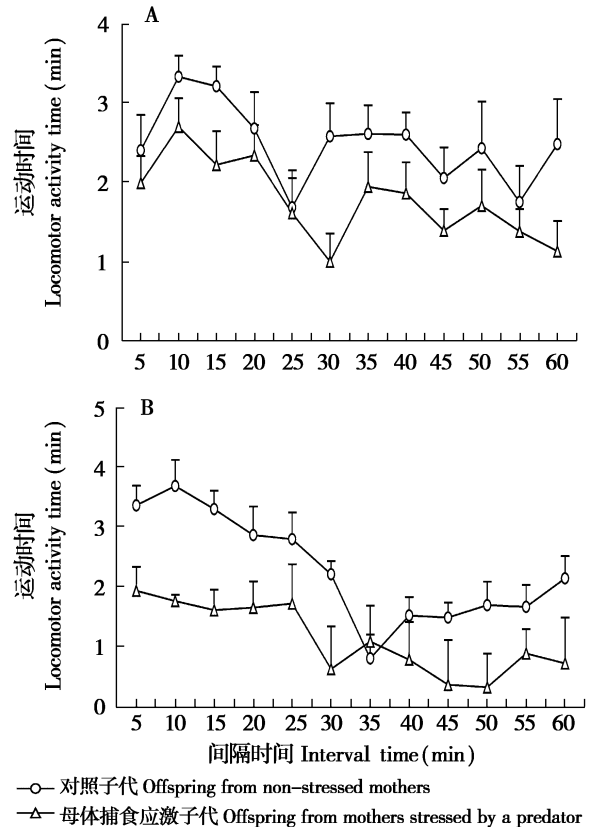 A
4
3
2
1
0
运动时间
Locomotor activity time (min)
5 10 15 20 25 30 35 40 45 50 55 60
B
5
4
3
2
1
0
运动时间
Locomotor activity time (min)
5 10 15 20 25 30 35 40 45 50 55 60
间隔时间 Interval time(min)
对照子代 Offspring from non-stressed mothers
母体捕食应激子代 Offspring from mothers stressed by a predator